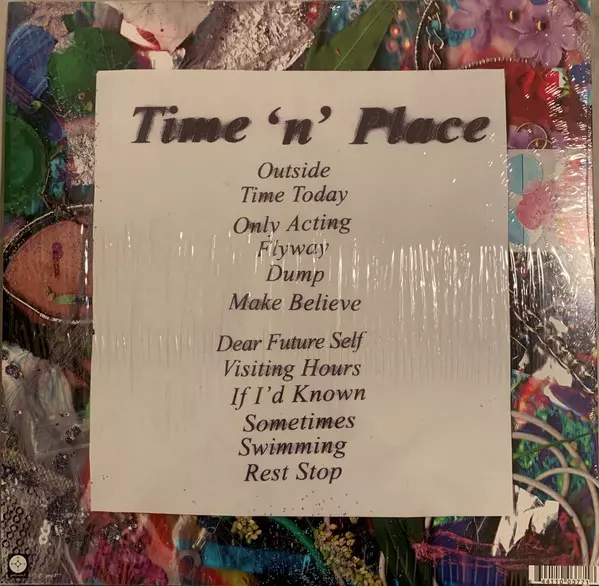 Time ‘n’ Place
Outside
Time Today
Only Acting
Flyway
Dump
Make Believe
Dear Future Self
Visiting Hours
If I’d Known
Sometimes
Swimming
Rest Stop